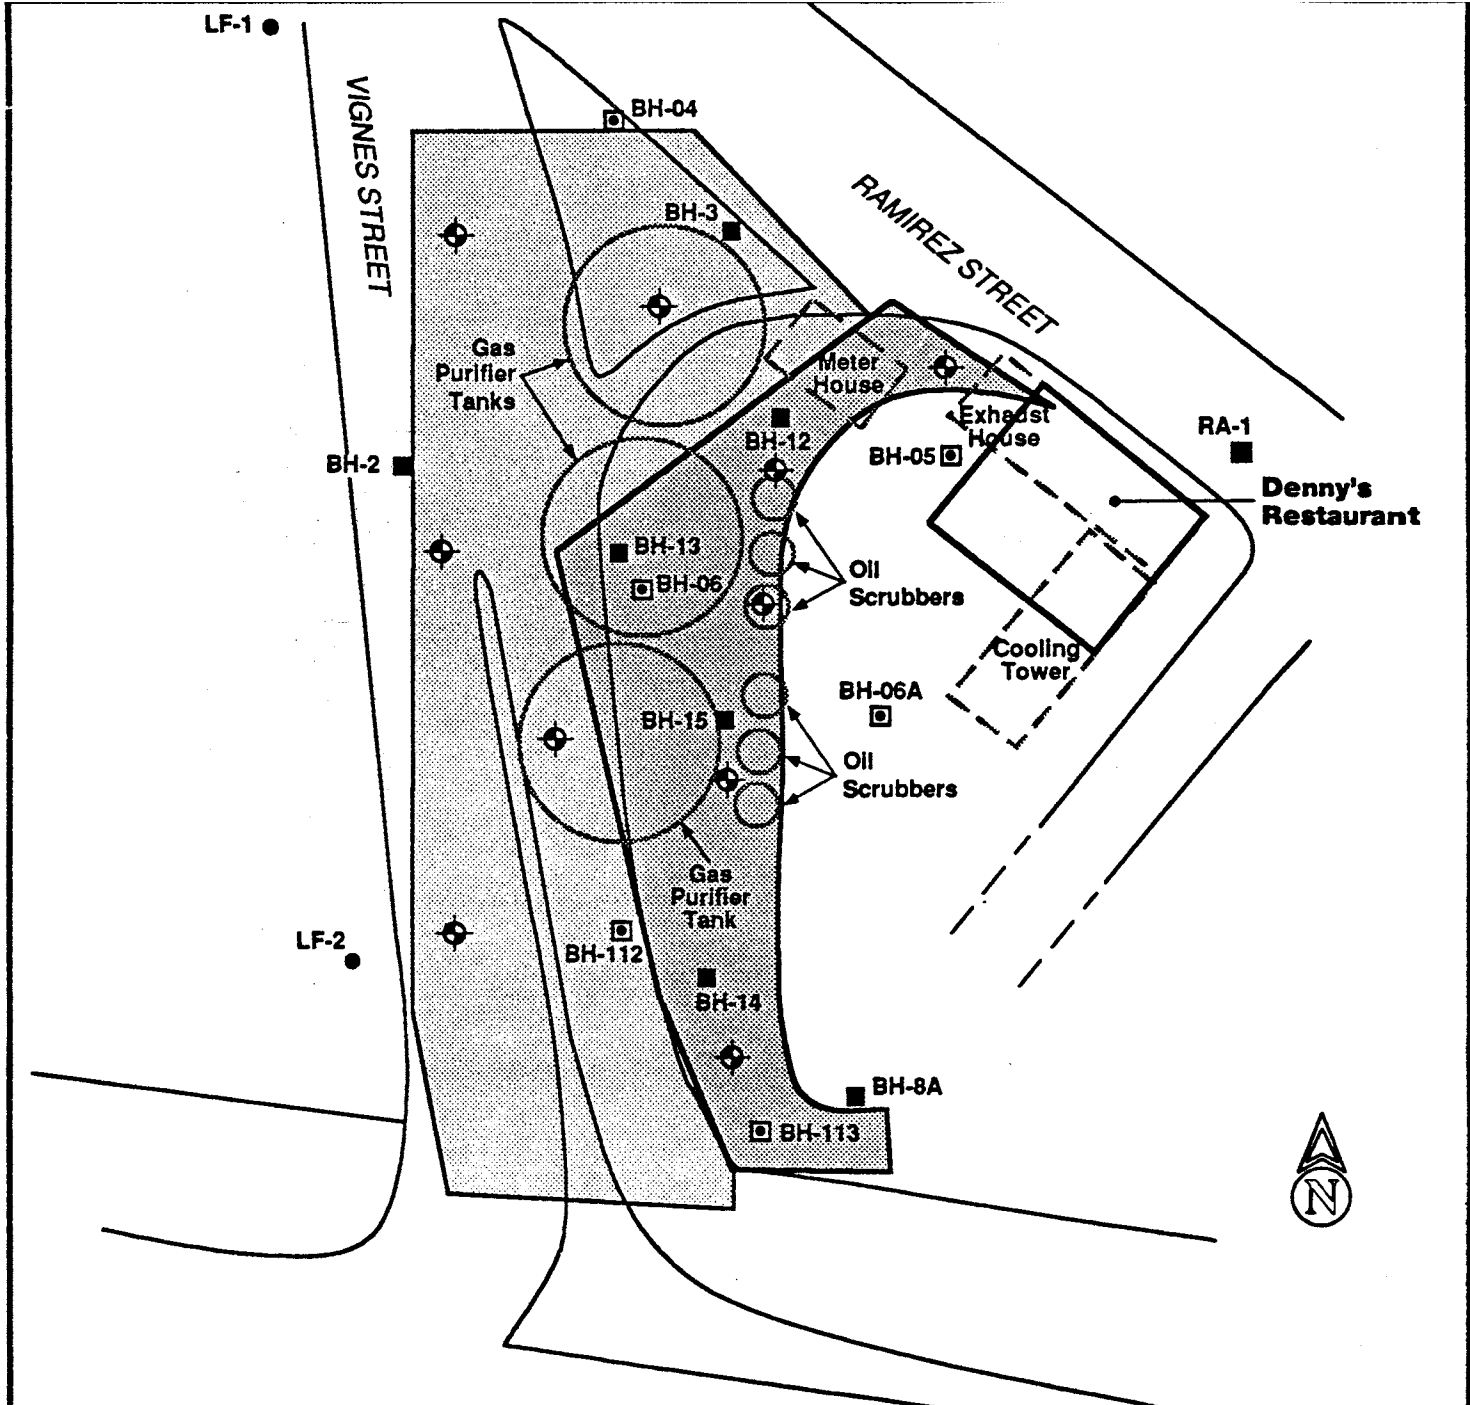 LF-1
VIGNES STREET
BH-04
BH-3
RAMIREZ STREET
Gas
Purifier
Tanks
Meter
House
Exhaust
House
BH-12
BH-05
RA-1
BH-2
Denny's
Restaurant
BH-13
BH-06
Oil
Scrubbers
Cooling
Tower
BH-06A
BH-15
Oil
Scrubbers
Gas
Purifier
Tank
LF-2
BH-112
BH-14
BH-8A
BH-113
N